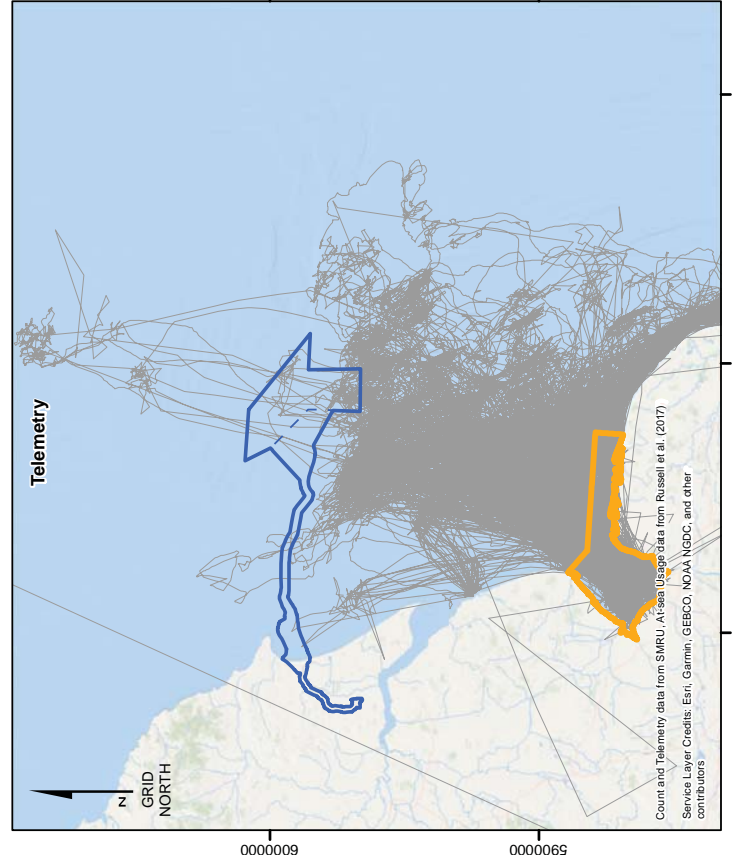 Telemetry
N
GRID
NORTH
Count and Telemetry data from SMRU, At-sea Usage data from Russell et al. (2017)
Service Layer Credits: Esri, Garmin, GEBCO, NOAA NGDC, and other
contributors
6000000
5900000